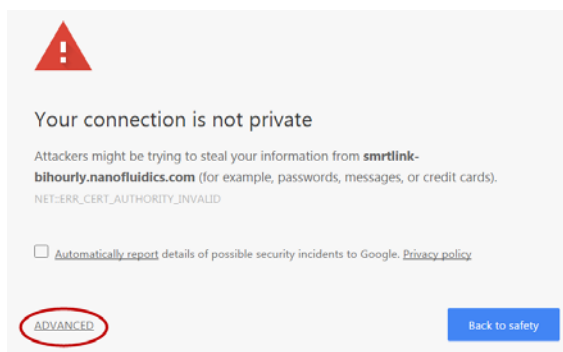 Your connection is not private
Attackers might be trying to steal your information from smrtlink-
bihourly.nanofluidics.com (for example, passwords, messages, or credit cards).
NET::ERR_CERT_AUTHORITY_INVALID
Automatically report details of possible security incidents to Google. Privacy policy
ADVANCED
Back to safety